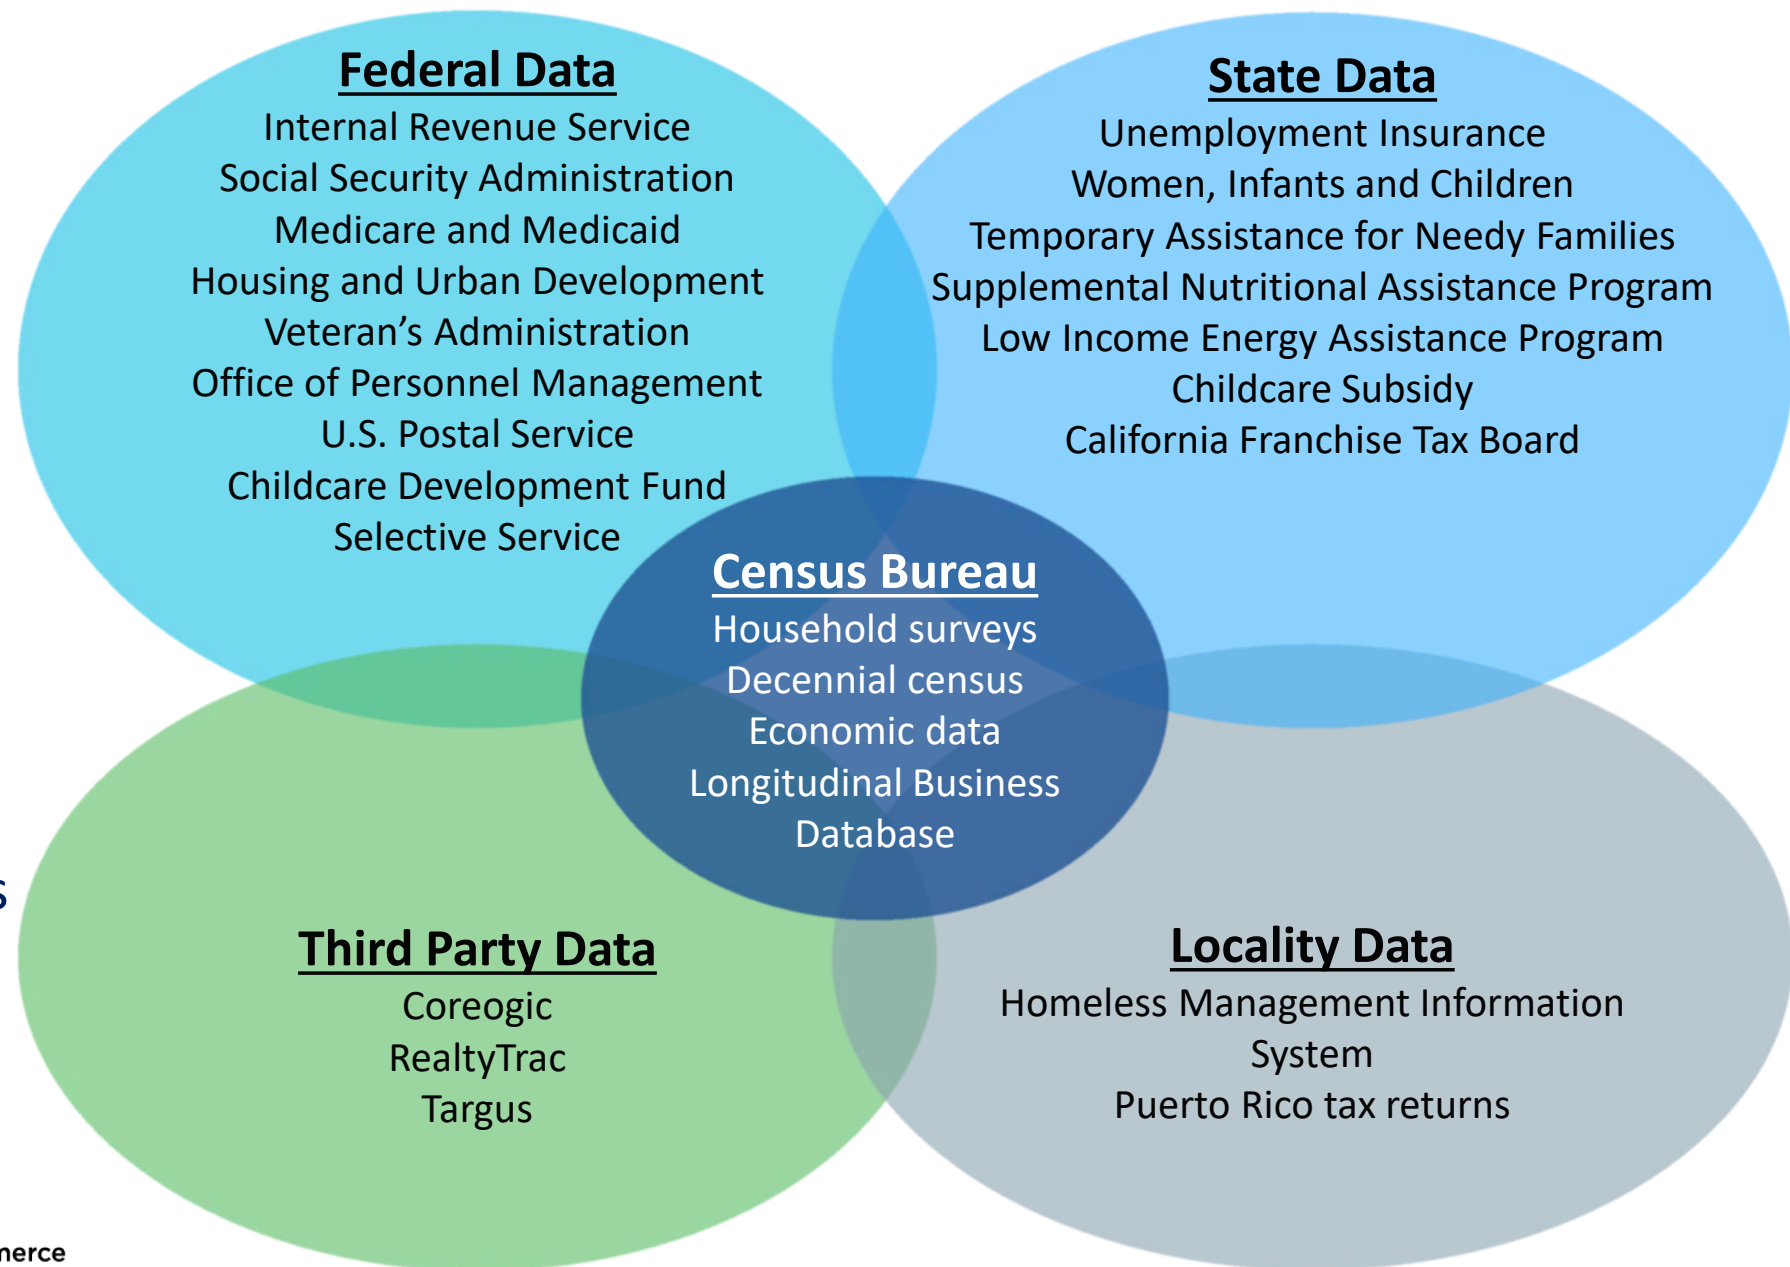 Federal Data
Internal Revenue Service
Social Security Administration
Medicare and Medicaid
Housing and Urban Development
Veteran’s Administration
Office of Personnel Management
U.S. Postal Service
Childcare Development Fund
Selective Service
State Data
Unemployment Insurance
Women, Infants and Children
Temporary Assistance for Needy Families
Supplemental Nutritional Assistance Program
Low Income Energy Assistance Program
Childcare Subsidy
California Franchise Tax Board
Census Bureau
Household surveys
Decennial census
Economic data
Longitudinal Business
Database
s
Third Party Data
Coreogic
RealtyTrac
Targus
Locality Data
Homeless Management Information
System
Puerto Rico tax returns
merce